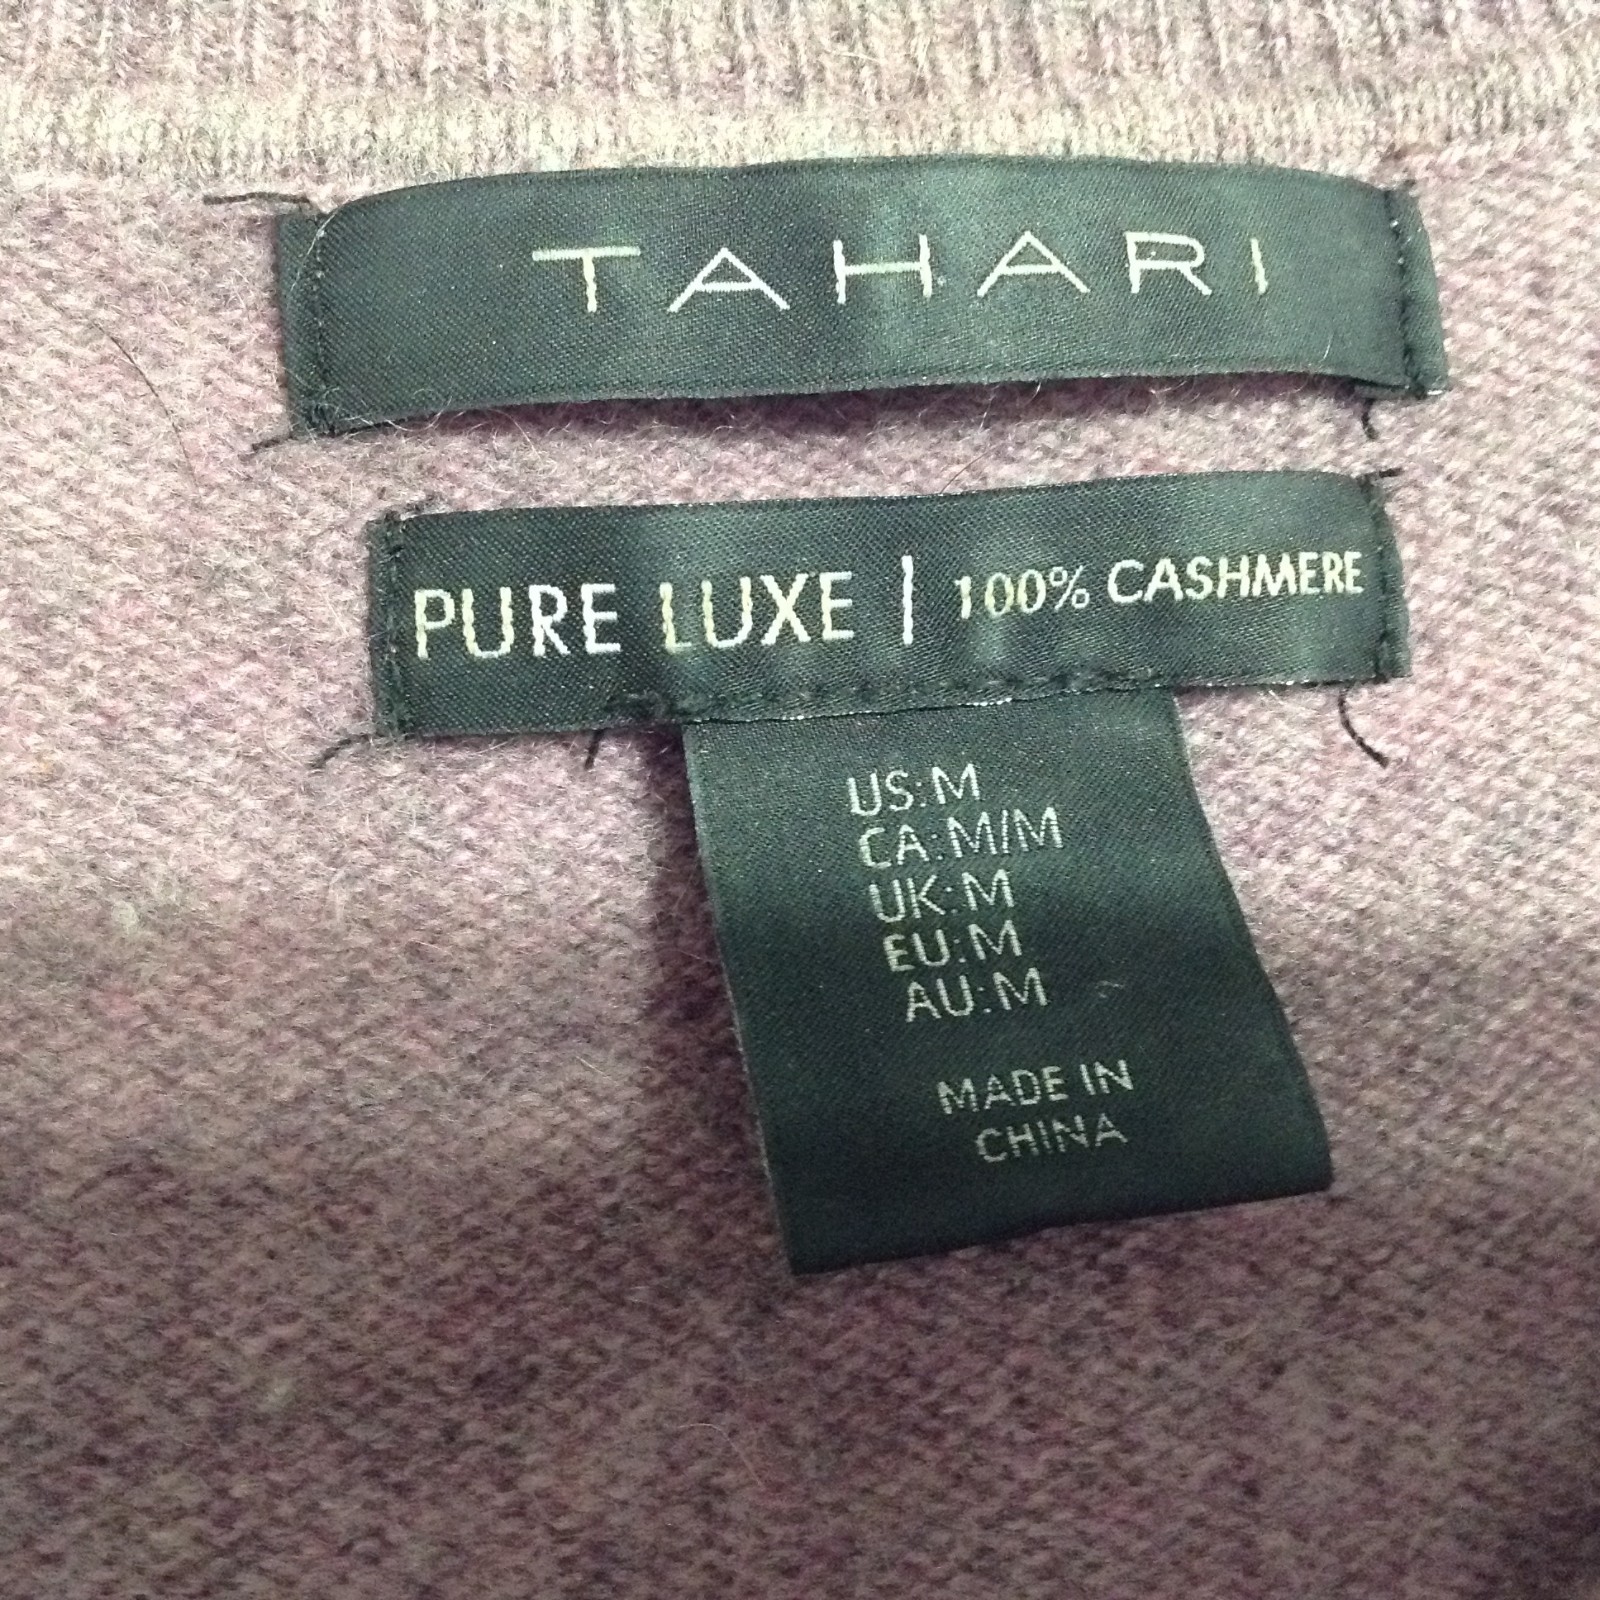 TAHARI
PURE LUXE | 100% CASHMERE
US: M
CA: M/M
UK: M
EU: M
AU: M
MADE IN
CHINA